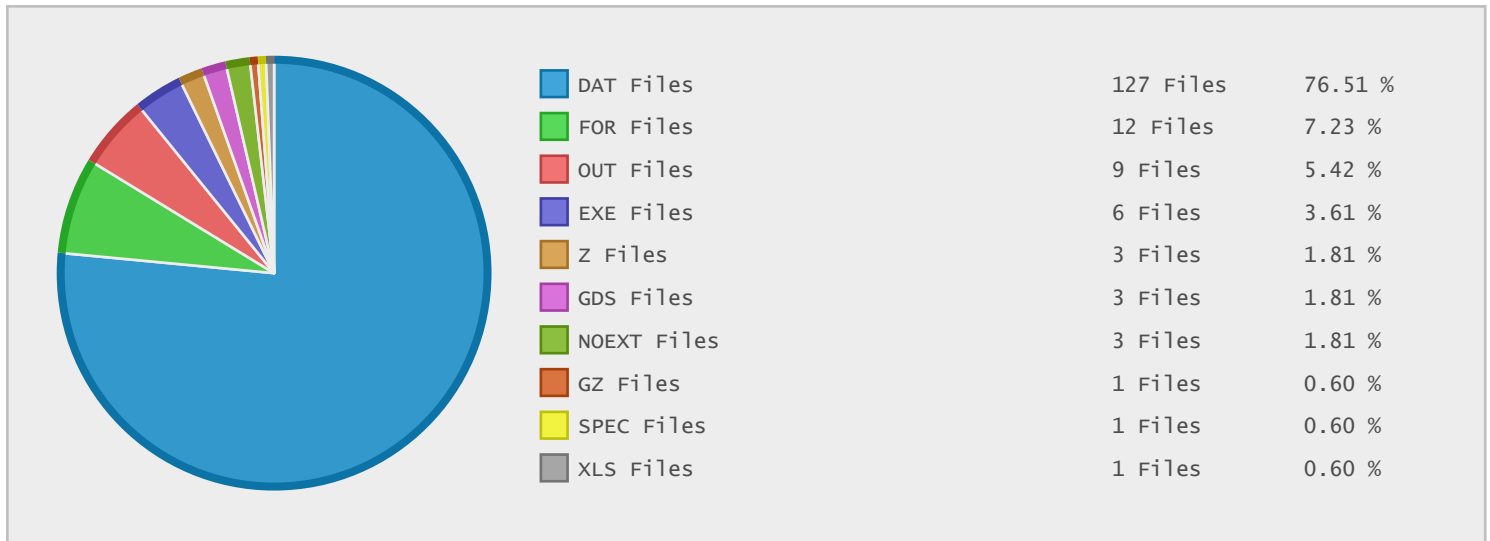 DAT Files 127 Files 76.51 %
FOR Files 12 Files 7.23 %
OUT Files 9 Files 5.42 %
EXE Files 6 Files 3.61 %
Z Files 3 Files 1.81 %
GDS Files 3 Files 1.81 %
NOEXT Files 3 Files 1.81 %
GZ Files 1 Files 0.60 %
SPEC Files 1 Files 0.60 %
XLS Files 1 Files 0.60 %